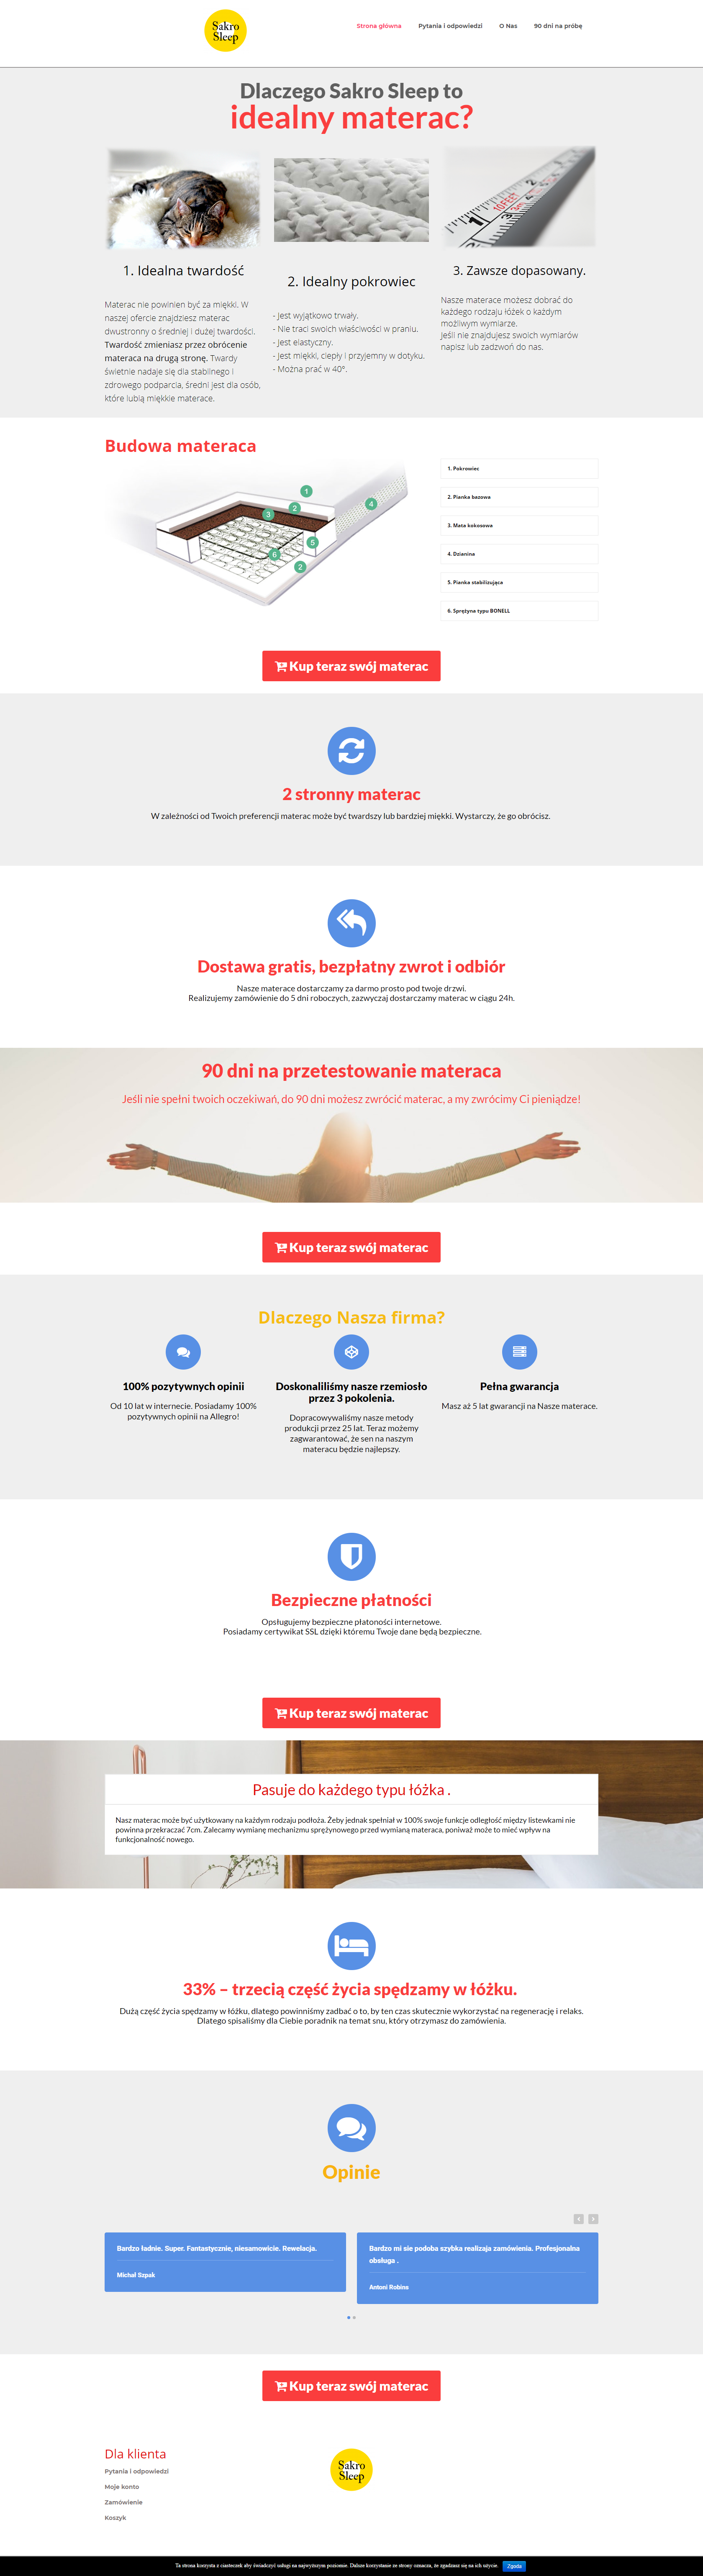 Sakro
Sleep
Strona główna
Pytania i odpowiedzi
O Nas
90 dni na próbę
Dlaczego Sakro Sleep to
idealny materac?
1. Idealna twardość
Materac nie powinien być za miękki. W
naszej ofercie znajdziesz materac
dwustronny o średniej i dużej twardości.
Twardość zmieniasz przez obrócenie
materaca na drugą stronę. Twardy
świetnie nadaje się dla stabilnego i
zdrowego podparcia, średni jest dla osób,
które lubią miękkie materace.
2. Idealny pokrowiec
- Jest wyjątkowo trwały.
- Nie traci swoich właściwości w praniu.
- Jest elastyczny.
- Jest miękki, ciepły i przyjemny w dotyku.
- Można prać w 40°.
10FEET
1
3m
3. Zawsze dopasowany.
Nasze materace możesz dobrać do
każdego rodzaju łóżek o każdym
możliwym wymiarze.
Jeśli nie znajdujesz swoich wymiarów
napisz lub zadzwoń do nas.
Budowa materaca
1
2
3
4
5
6
2
1. Pokrowiec
2. Pianka bazowa
3. Mata kokosowa
4. Dzianina
5. Pianka stabilizująca
6. Sprężyne typu BONELL
Kup teraz swój materac
2 stronny materac
W zależności od Twoich preferencji materac może być twardszy lub bardziej miękki. Wystarczy, że go obrócisz.
Dostawa gratis, bezpłatny zwrot i odbiór
Nasze materace dostarczamy za darmo prosto pod twoje drzwi.
Realizujemy zamówienie do 5 dni roboczych, zazwyczaj dostarczamy materac w ciągu 24h.
90 dni na przetestowanie materaca
Jeśli nie spełni twoich oczekiwań, do 90 dni możesz zwrócić materac, a my zwrócimy Ci pieniądze!
Kup teraz swój materac
Dlaczego Nasza firma?
100% pozytywnych opinii
Od 10 lat w internecie. Posiadamy 100%
pozytywnych opinii na Allegro!
Doskonaliliśmy nasze rzemiosło
przez 3 pokolenia.
Dopracowywaliśmy nasze metody
produkcji przez 25 lat. Teraz możemy
zagwarantować, że sen na naszym
materacu będzie najlepszy.
Pełna gwarancja
Masz aż 5 lat gwarancji na Nasze materace.
Bezpieczne płatności
Opsługujemy bezpieczne płatoności internetowe.
Posiadamy certywikat SSL dzięki któremu Twoje dane będą bezpieczne.
Kup teraz swój materac
Pasuje do każdego typu łóżka .
Nasz materac może być użytkowany na każdym rodzaju podłoża. Żeby jednak spełniał w 100% swoje funkcje odległość między listewkami nie
powinna przekraczać 7cm. Zalecamy wymianę mechanizmu sprężynowego przed wymianą materaca, poniważ może to mieć wpływ na
funkcjonalność nowego.
33% – trzecią część życia spędzamy w łóżku.
Dużą część życia spędzamy w łóżku, dlatego powinniśmy zadbać o to, by ten czas skutecznie wykorzystać na regenerację i relaks.
Dlatego spisaliśmy dla Ciebie poradnik na temat snu, który otrzymasz do zamówienia.
Opinie
Bardzo ładnie. Super. Fantastycznie, niesamowicie. Rewelacja.
Michał Szpak
Bardzo mi sie podoba szybka realizaja zamówienia. Profesjonalna
obsługa .
Antoni Robins
Kup teraz swój materac
Dla klienta
Pytania i odpowiedzi
Moje konto
Zamówienie
Koszyk
Sakro
Sleep
Ta strona korzysta z ciasteczek aby świadczyć usługi na najwyższym poziomie. Dalsze korzystanie ze strony oznacza, że zgadzasz się na ich użycie.
Zgoda